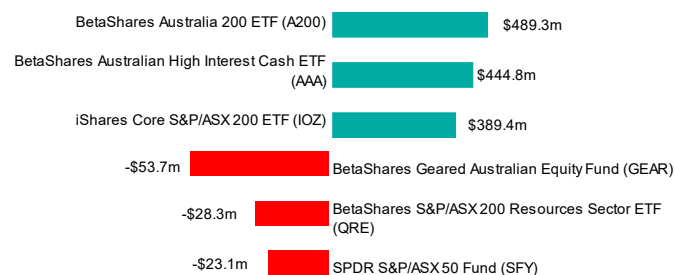 BetaShares Australia 200 ETF (A200)
$489.3m
BetaShares Australian High Interest Cash ETF
(AAA)
$444.8m
iShares Core S&P/ASX 200 ETF (IOZ)
$389.4m
-$53.7m
BetaShares Geared Australian Equity Fund (GEAR)
-$28.3m
BetaShares S&P/ASX 200 Resources Sector ETF
(QRE)
-$23.1m
SPDR S&P/ASX 50 Fund (SFY)